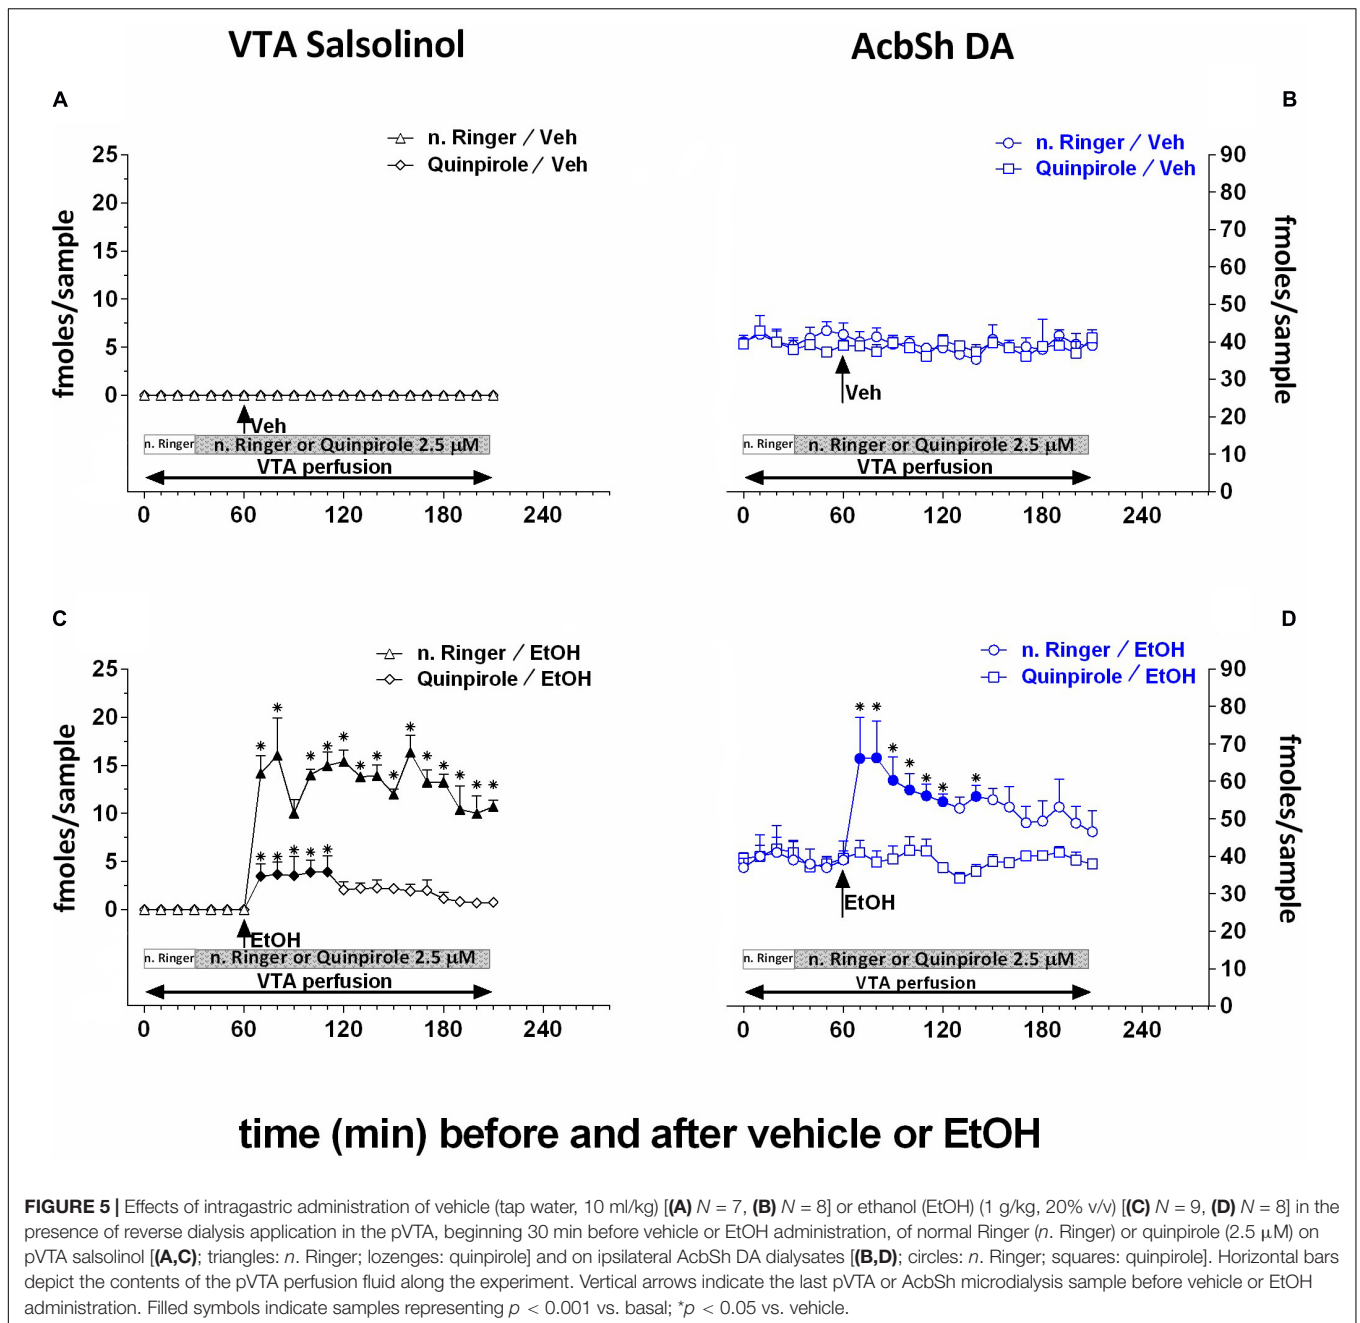 VTA Salsolinol
AcbSh DA
A
B
n. Ringer / Veh
Quinpirole / Veh
n. Ringer / Veh
Quinpirole / Veh
25
20
15
10
5
0
fmoles/sample
90
80
70
60
50
40
30
20
10
0
fmoles/sample
Veh
n. Ringer
n. Ringer or Quinpirole 2.5 µM
VTA perfusion
0 60 120 180 240
Veh
n. Ringer
n. Ringer or Quinpirole 2.5 µM
VTA perfusion
0 60 120 180 240
C
D
n. Ringer / EtOH
Quinpirole / EtOH
n. Ringer / EtOH
Quinpirole / EtOH
25
20
15
10
5
0
fmoles/sample
90
80
70
60
50
40
30
20
10
0
fmoles/sample
EtOH
n. Ringer
n. Ringer or Quinpirole 2.5 µM
VTA perfusion
0 60 120 180 240
EtOH
n. Ringer
n. Ringer or Quinpirole 2.5 µM
VTA perfusion
0 60 120 180 240
time (min) before and after vehicle or EtOH
FIGURE 5 | Effects of intragastric administration of vehicle (tap water, 10 ml/kg) [(A) N = 7, (B) N = 8] or ethanol (EtOH) (1 g/kg, 20% v/v) [(C) N = 9, (D) N = 8] in the
presence of reverse dialysis application in the pVTA, beginning 30 min before vehicle or EtOH administration, of normal Ringer (n. Ringer) or quinpirole (2.5 µM) on
pVTA salsolinol [(A,C); triangles: n. Ringer; lozenges: quinpirole] and on ipsilateral AcbSh DA dialysates [(B,D); circles: n. Ringer; squares: quinpirole]. Horizontal bars
depict the contents of the pVTA perfusion fluid along the experiment. Vertical arrows indicate the last pVTA or AcbSh microdialysis sample before vehicle or EtOH
administration. Filled symbols indicate samples representing p < 0.001 vs. basal; *p < 0.05 vs. vehicle.